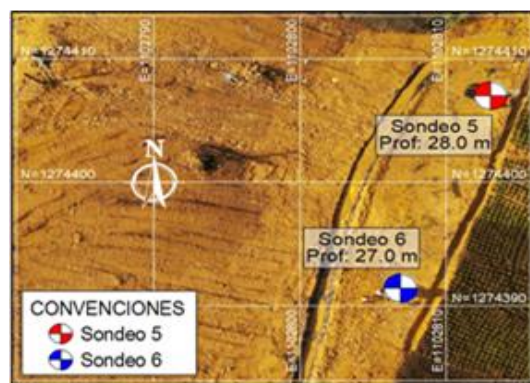 E=1102790
E=1102800
E=1102810
N=1274410
N=1274410
Sondeo 5
Prof: 28.0 m
N
N=1274400
N=1274400
Sondeo 6
Prof: 27.0 m
CONVENCIONES
Sondeo 5
Sondeo 6
N=1274390
E=1102800
E=1102810